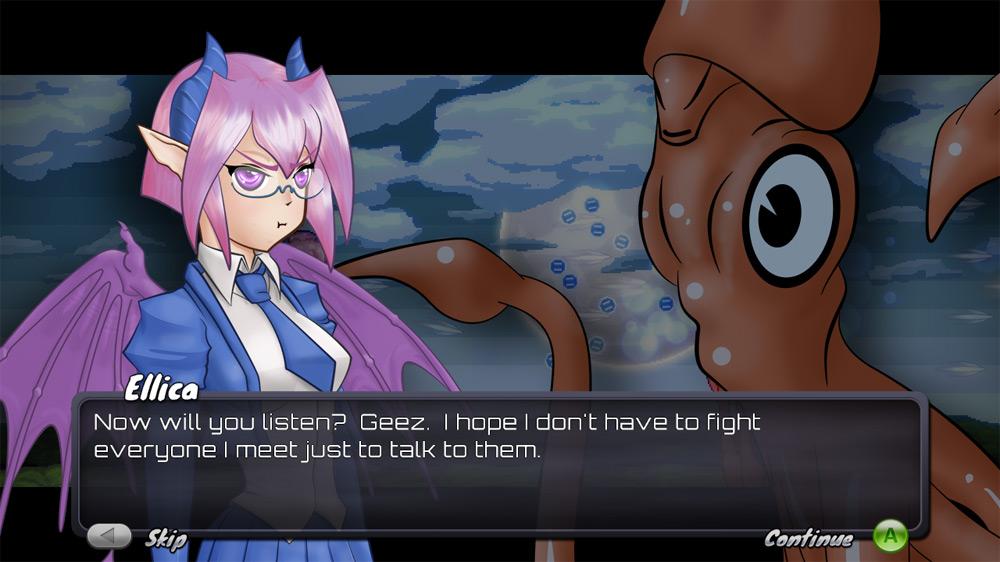 Ellica
Now will you listen?  Geez.  I hope I don't have to fight
everyone I meet just to talk to them.
Skip
Continue
A